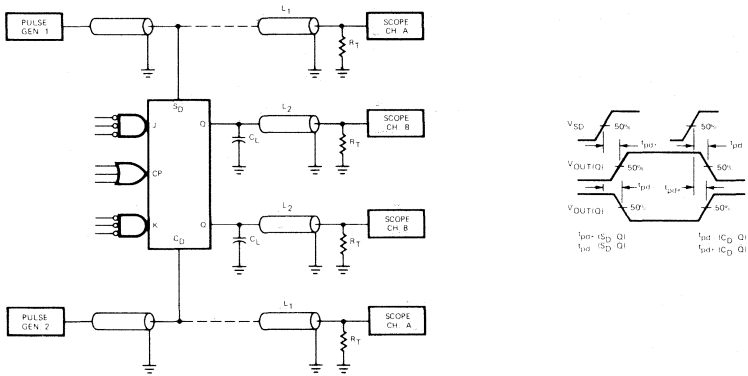 PULSE
GEN 1
L1
SCOPE
CH A
RT
SD
J
Q
CL
L2
RT
SCOPE
CH B
CP
K
CD
Q
CL
L2
RT
SCOPE
CH B
PULSE
GEN 2
L1
RT
SCOPE
CH A
VSD
50%
50%
tpd+
tpd
VOUT(Q)
50%
50%
tpd
tpd+
VOUT(Q)
50%
50%
tpd+ (SD Q)
tpd (SD Q)
tpd (CD Q)
tpd+ (CD Q)